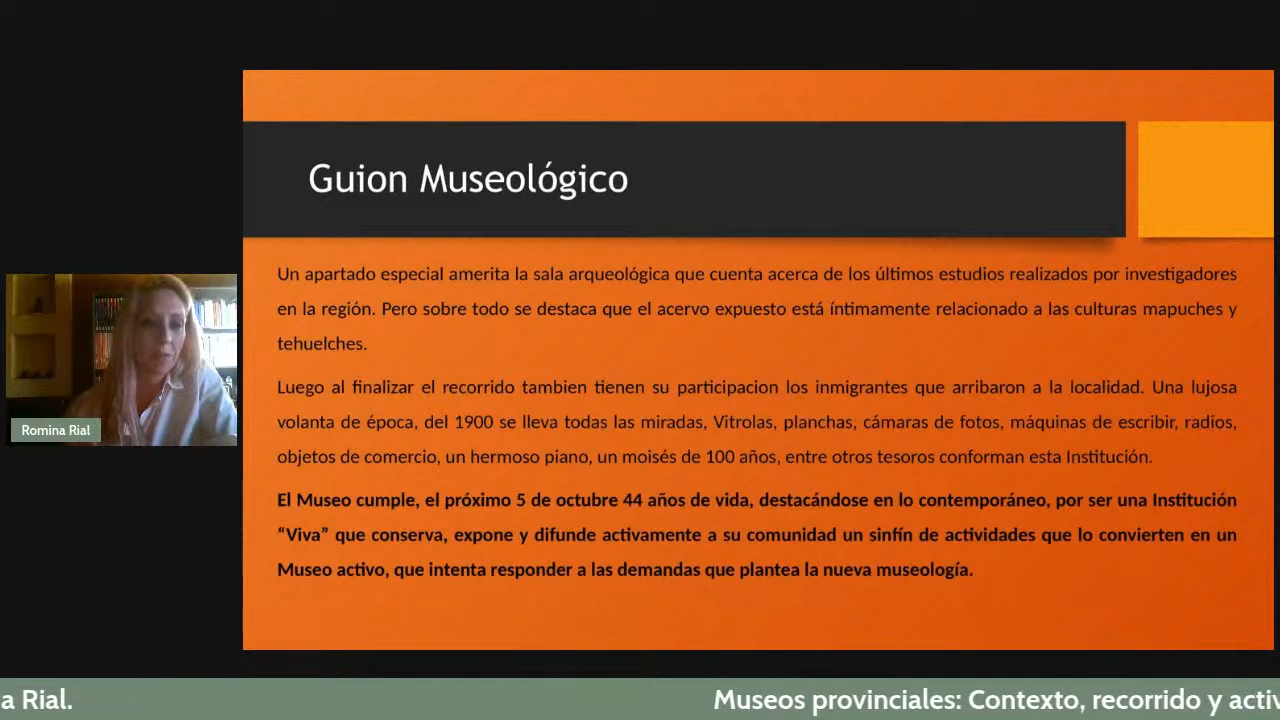 Guion Museológico
Un apartado especial amerita la sala arqueológica que cuenta acerca de los últimos estudios realizados por investigadores
en la región. Pero sobre todo se destaca que el acervo expuesto está íntimamente relacionado a las culturas mapuches y
tehuelches.
Luego al finalizar el recorrido tambien tienen su participacion los inmigrantes que arribaron a la localidad. Una lujosa
volanta de época, del 1900 se lleva todas las miradas, Vitrolas, planchas, cámaras de fotos, máquinas de escribir, radios,
objetos de comercio, un hermoso piano, un moisés de 100 años, entre otros tesoros conforman esta Institución.
El Museo cumple, el próximo 5 de octubre 44 años de vida, destacándose en lo contemporáneo, por ser una Institución
“Viva” que conserva, expone y difunde activamente a su comunidad un sinfín de actividades que lo convierten en un
Museo activo, que intenta responder a las demandas que plantea la nueva museología.
Romina Rial
a Rial.
Museos provinciales: Contexto, recorrido y activ